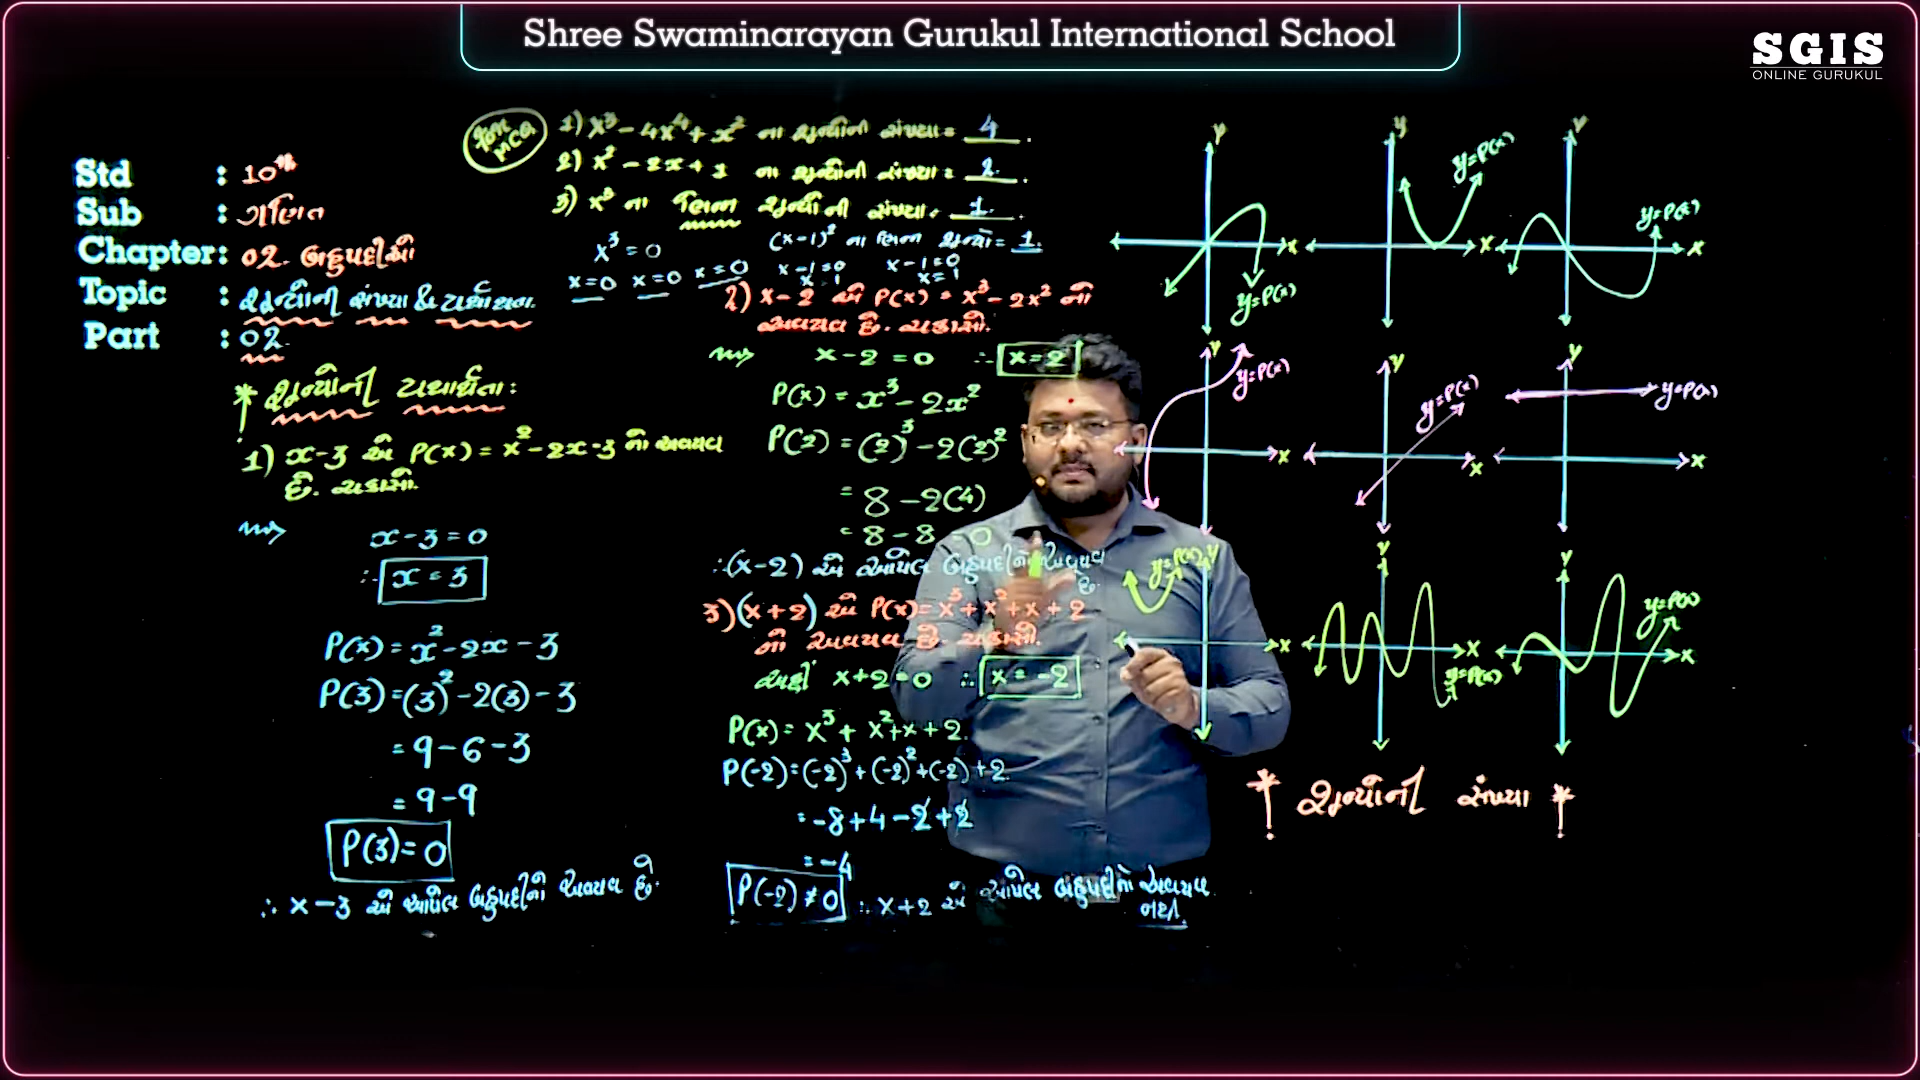 Shree Swaminarayan Gurukul International School
SGIS
ONLINE GURUKUL
Std : 10th
Sub : ગણિત
Chapter: 02. બહુપદીઓ
Topic : શૂન્યોની સંખ્યા & યર્થાથતા.
Part : 02.
MCQ
1) x³ - 4x⁴ + x² ના શૂન્યોની સંખ્યા = 4.
2) x² - 2x + 1 ના શૂન્યોની સંખ્યા = 2.
3) x³ ના ભિન્ન શૂન્યોની સંખ્યા = 1.
x³ = 0
x=0 x=0 x=0
(x-1)² ના ભિન્ન શૂન્યો = 1.
x-1=0 x-1=0
x=1 x=1
* શૂન્યોની યથાર્થતા:
1) x-3 એ P(x) = x²-2x-3 નો અવયવ
છે. ચકાસો.
x-3=0
∴ x = 3
P(x) = x²-2x-3
P(3) = (3)²-2(3)-3
= 9-6-3
= 9-9
P(3)=0
∴ x-3 એ આપેલ બહુપદીનો અવયવ છે.
2) x-2 એ P(x) = x³-2x² નો
અવયવ છે. ચકાસો.
x-2 = 0 ∴ x=2
P(x) = x³-2x²
P(2) = (2)³-2(2)²
= 8-2(4)
= 8-8 = 0
∴(x-2) એ આપેલ બહુપદીનો અવયવ
છે.
3)(x+2) એ P(x)= x³+x²+x+2
નો અવયવ છે. ચકાસો.
અહીં x+2=0 ∴ x = -2
P(x) = x³+ x²+x+2.
P(-2)=(-2)³+(-2)²+(-2)+2.
= -8+4-2+2
= -4
P(-2) ≠ 0 ∴ x+2 એ આપેલ બહુપદીનો અવયવ
નથી.
y y y
y=P(x) y=P(x)
x x x
y=P(x)
y y y
y=P(x) y=P(x) y=P(x)
x x x
y y y
y=P(x) y=P(x)
x x x
y=P(x)
* શૂન્યોની સંખ્યા *